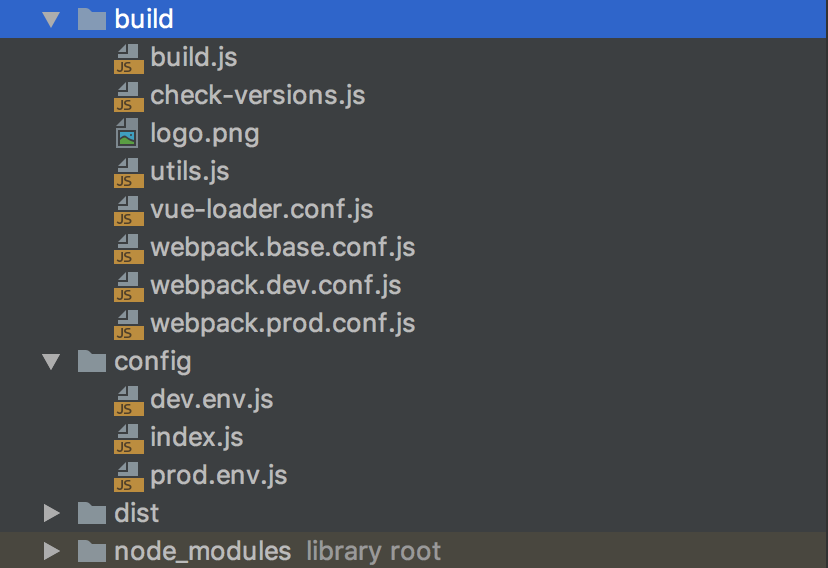 build
JS build.js
JS check-versions.js
logo.png
JS utils.js
JS vue-loader.conf.js
JS webpack.base.conf.js
JS webpack.dev.conf.js
JS webpack.prod.conf.js
config
JS dev.env.js
JS index.js
JS prod.env.js
dist
node_modules library root